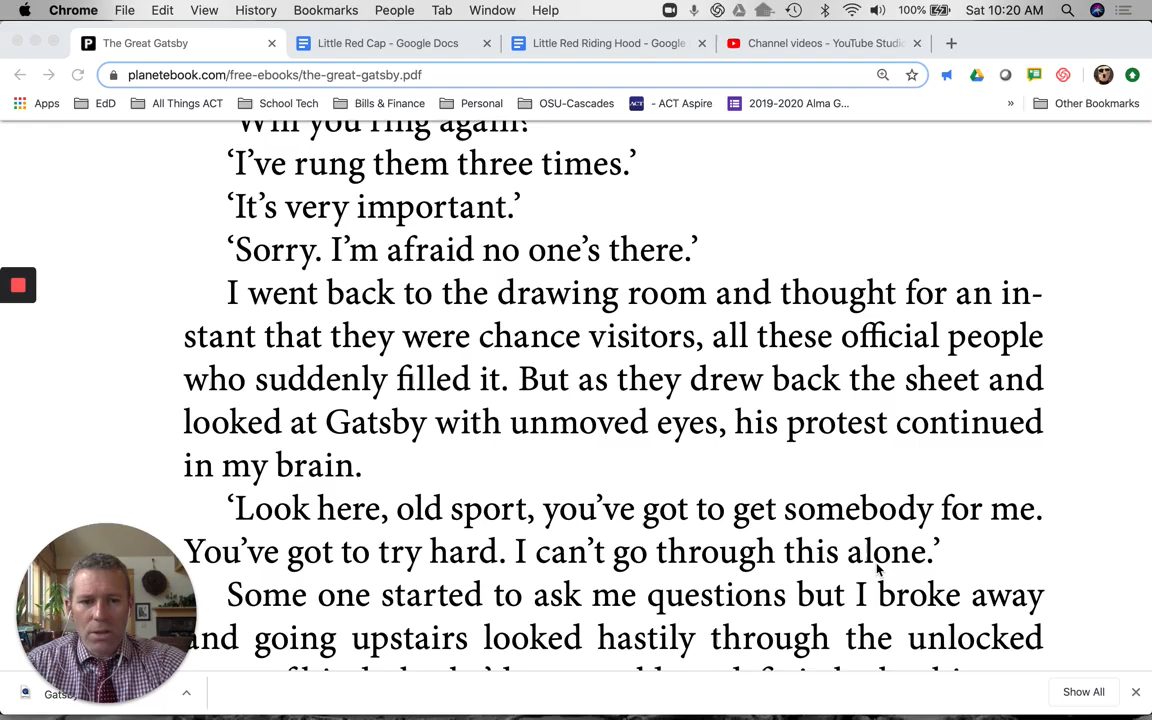 Chrome File Edit View History Bookmarks People Tab Window Help 100% Sat 10:20 AM
The Great Gatsby Little Red Cap - Google Docs Little Red Riding Hood - Google Channel videos - YouTube Studio
planetebook.com/free-ebooks/the-great-gatsby.pdf
Apps EdD All Things ACT School Tech Bills & Finance Personal OSU-Cascades ACT - ACT Aspire 2019-2020 Alma G... » Other Bookmarks
‘Will you ring again?’
‘I’ve rung them three times.’
‘It’s very important.’
‘Sorry. I’m afraid no one’s there.’
I went back to the drawing room and thought for an in-
stant that they were chance visitors, all these official people
who suddenly filled it. But as they drew back the sheet and
looked at Gatsby with unmoved eyes, his protest continued
in my brain.
‘Look here, old sport, you’ve got to get somebody for me.
You’ve got to try hard. I can’t go through this alone.’
Some one started to ask me questions but I broke away
and going upstairs looked hastily through the unlocked
Show All